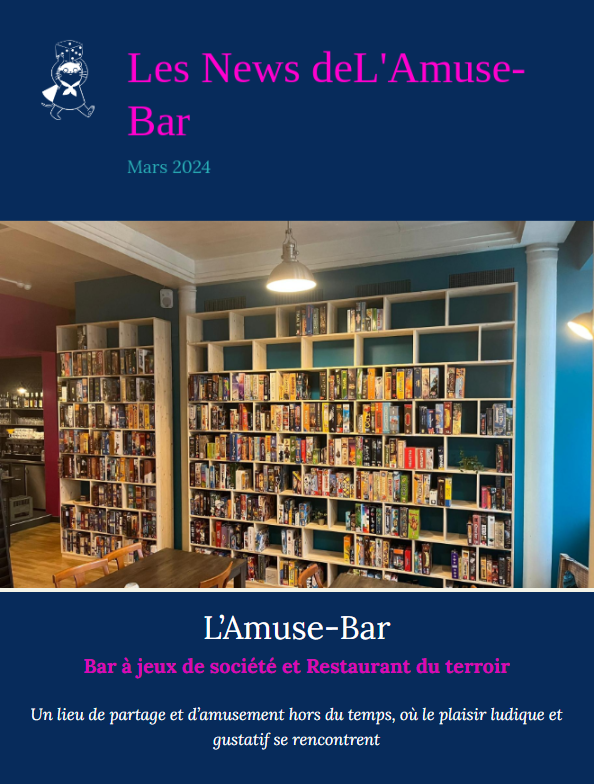 Les News deL'Amuse-
Bar
Mars 2024
L’Amuse-Bar
Bar à jeux de société et Restaurant du terroir
Un lieu de partage et d’amusement hors du temps, où le plaisir ludique et
gustatif se rencontrent